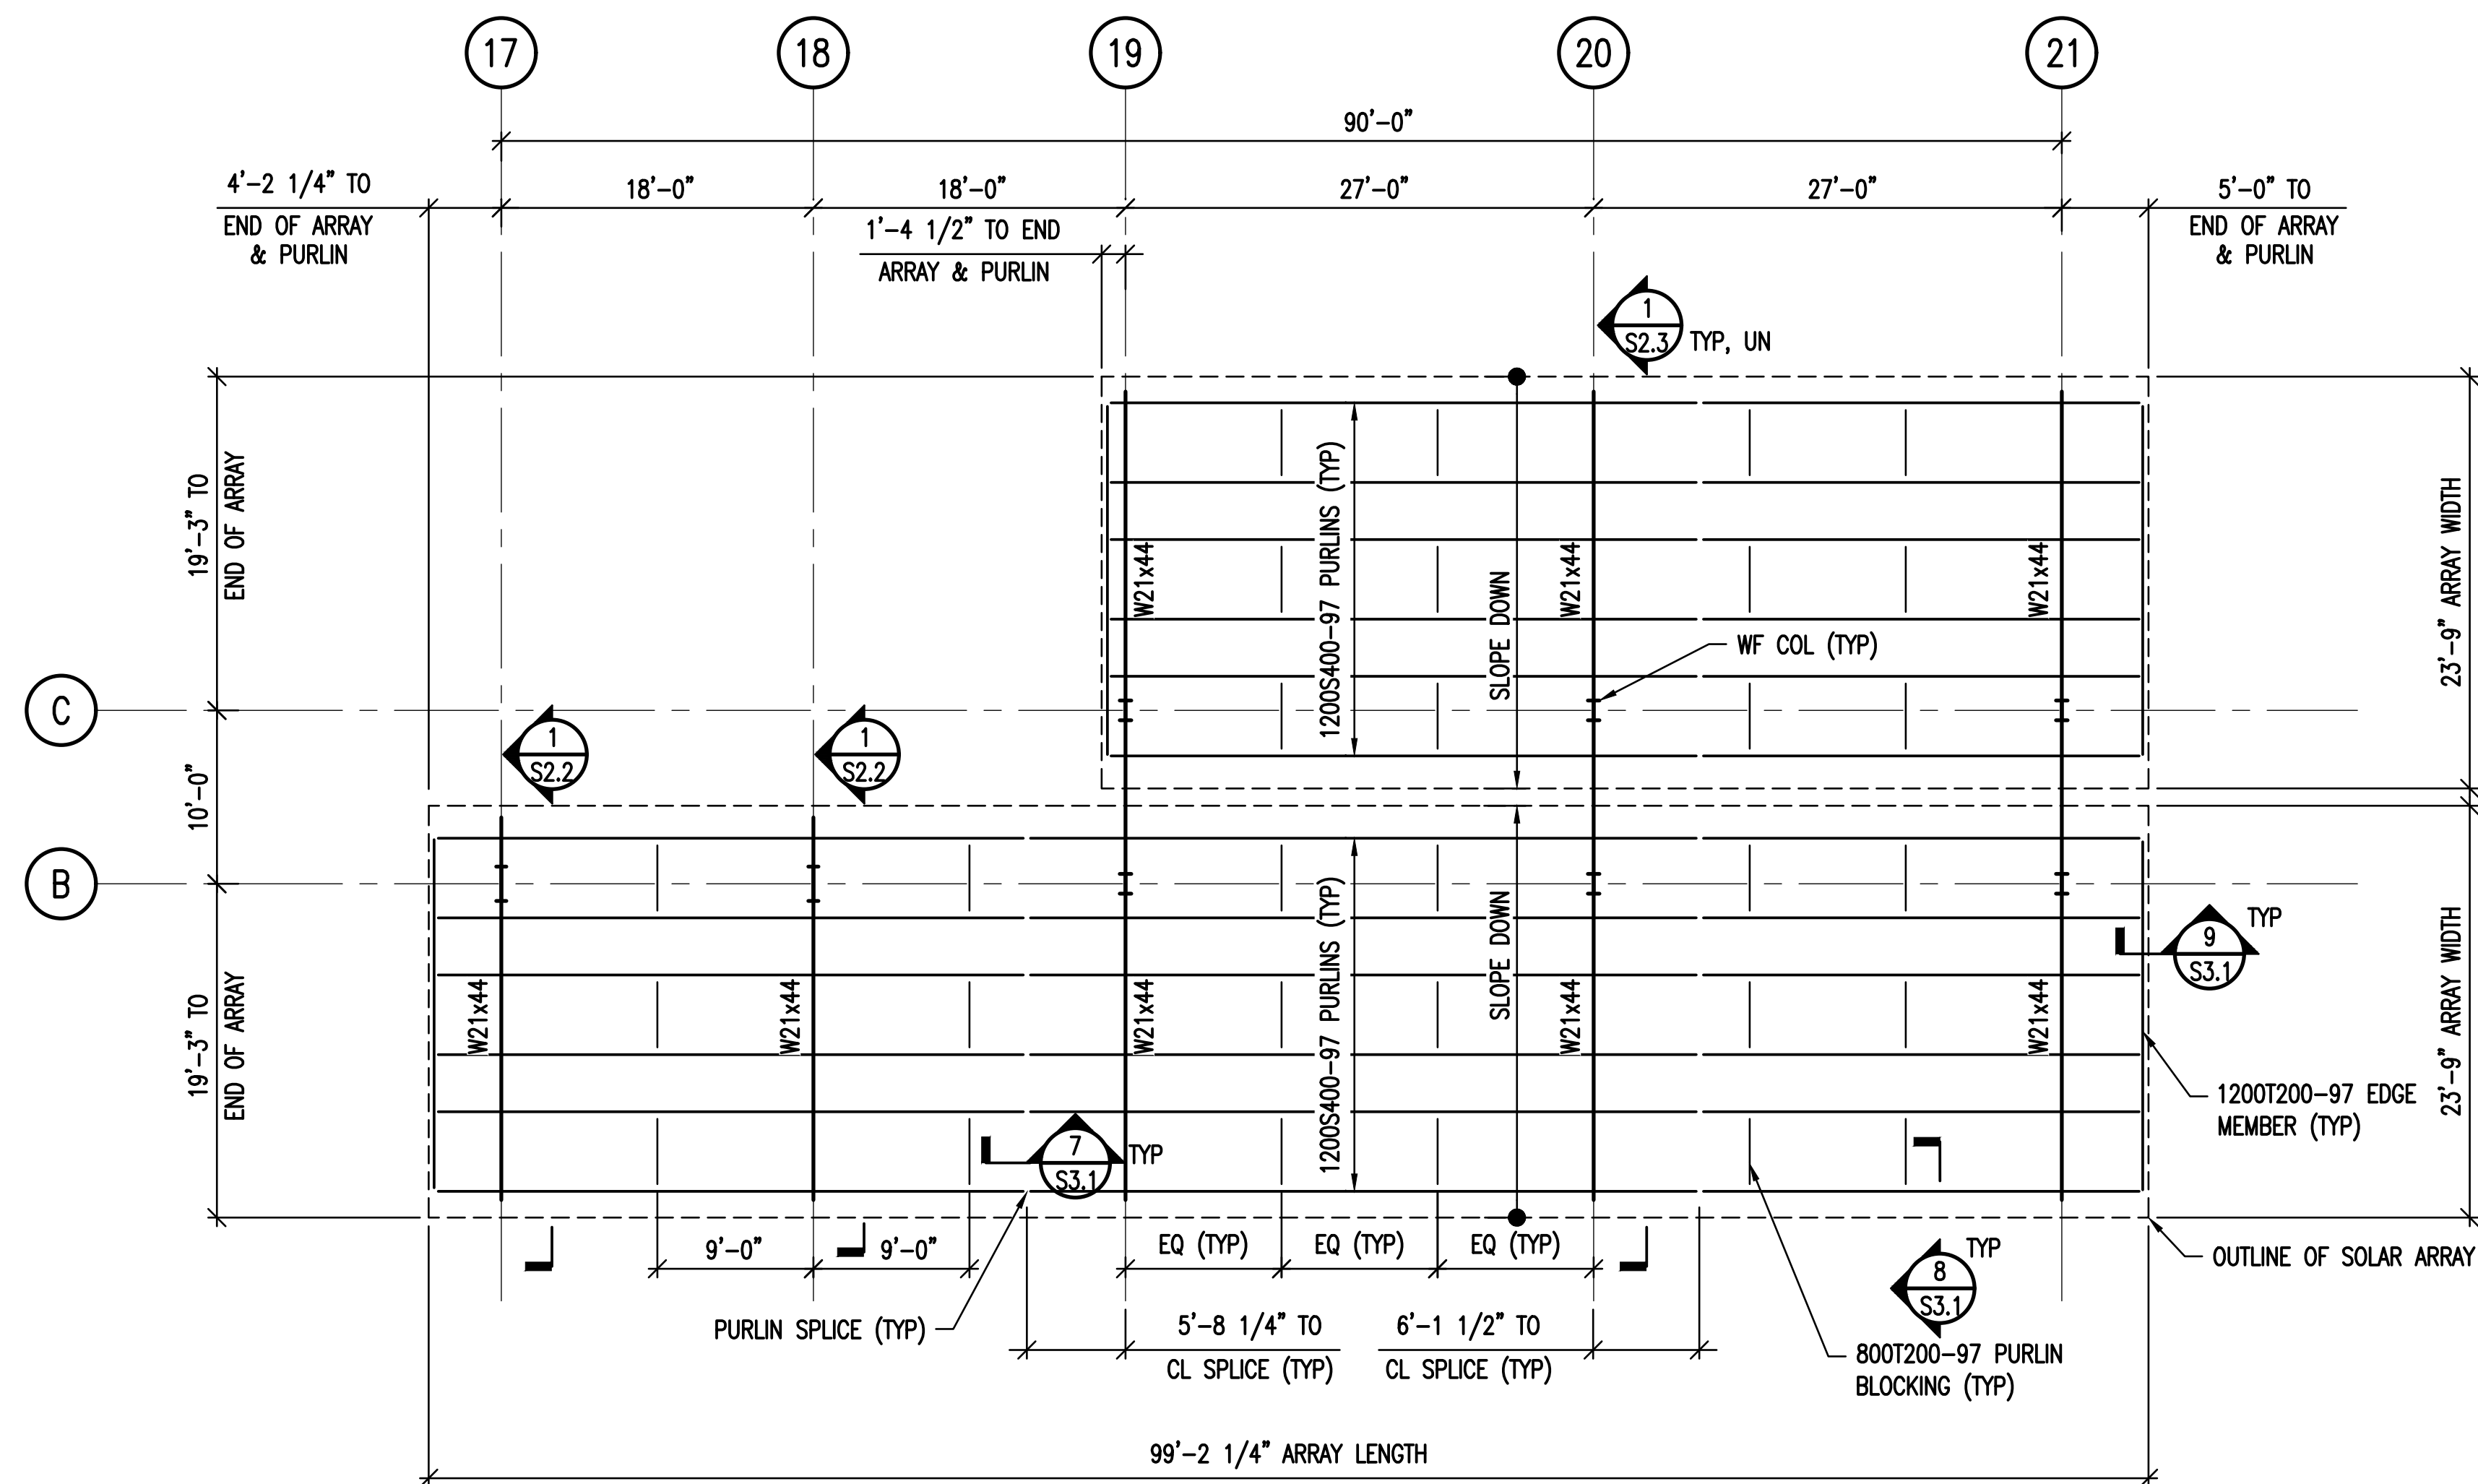 17
18
19
20
21
90'-0"
4'-2 1/4" TO
END OF ARRAY
& PURLIN
18'-0"
18'-0"
27'-0"
27'-0"
5'-0" TO
END OF ARRAY
& PURLIN
1'-4 1/2" TO END
ARRAY & PURLIN
1
S2.3
TYP, UN
19'-3" TO
END OF ARRAY
1200S400-97 PURLINS (TYP)
SLOPE DOWN
W21x44
W21x44
W21x44
23'-9" ARRAY WIDTH
WF COL (TYP)
C
1
S2.2
1
S2.2
10'-0"
B
19'-3" TO
END OF ARRAY
W21x44
W21x44
W21x44
1200S400-97 PURLINS (TYP)
SLOPE DOWN
W21x44
W21x44
9
S3.1
TYP
23'-9" ARRAY WIDTH
1200T200-97 EDGE
MEMBER (TYP)
7
S3.1
TYP
9'-0"
9'-0"
EQ (TYP)
EQ (TYP)
EQ (TYP)
8
S3.1
TYP
OUTLINE OF SOLAR ARRAY
PURLIN SPLICE (TYP)
5'-8 1/4" TO
CL SPLICE (TYP)
6'-1 1/2" TO
CL SPLICE (TYP)
800T200-97 PURLIN
BLOCKING (TYP)
99'-2 1/4" ARRAY LENGTH